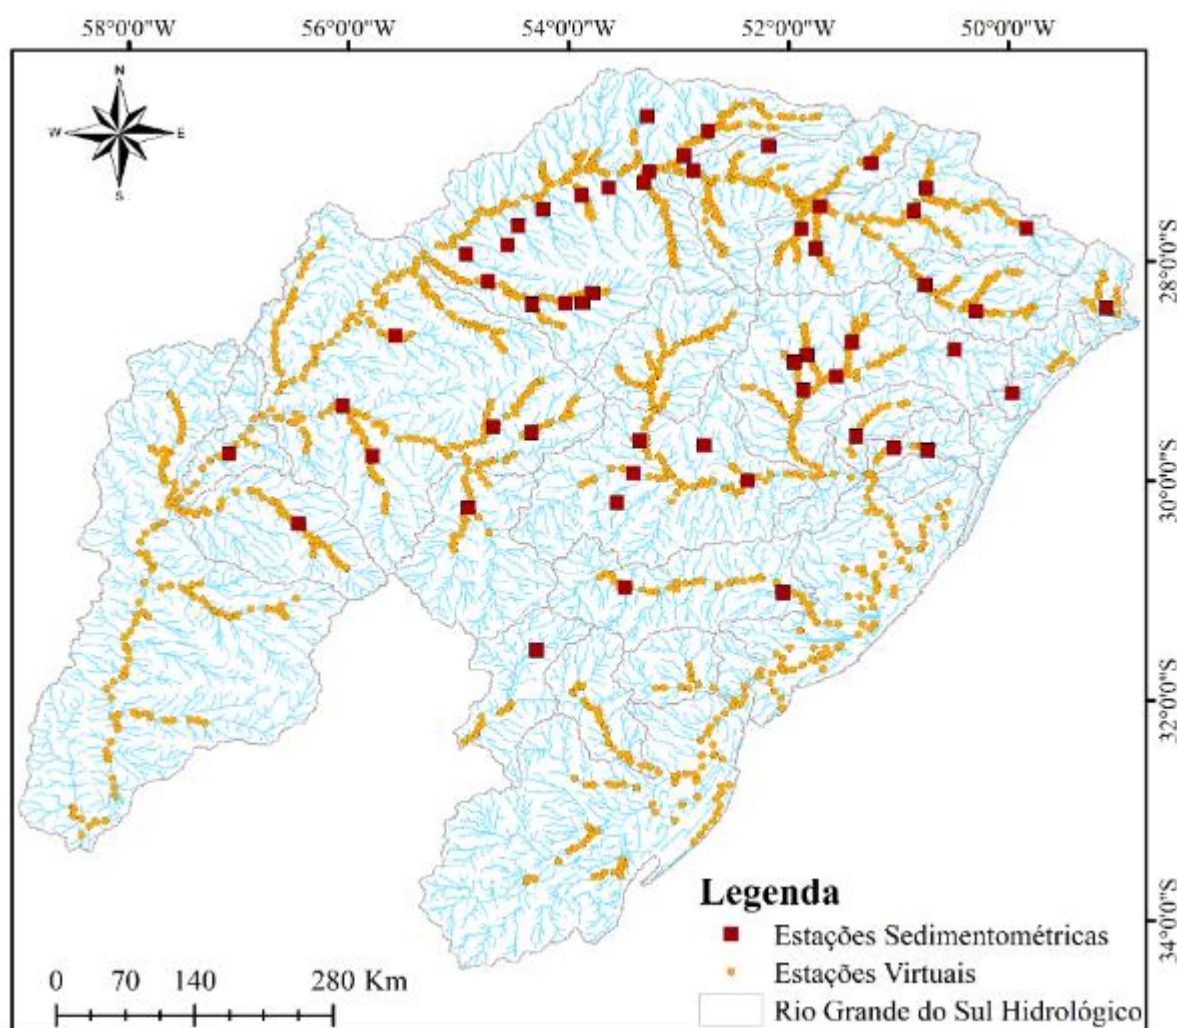 58°0'0"W 56°0'0"W 54°0'0"W 52°0'0"W 50°0'0"W
N
W E
S
28°0'0"S
30°0'0"S
32°0'0"S
34°0'0"S
Legenda
Estações Sedimentométricas
Estações Virtuais
Rio Grande do Sul Hidrológico
0 70 140 280 Km